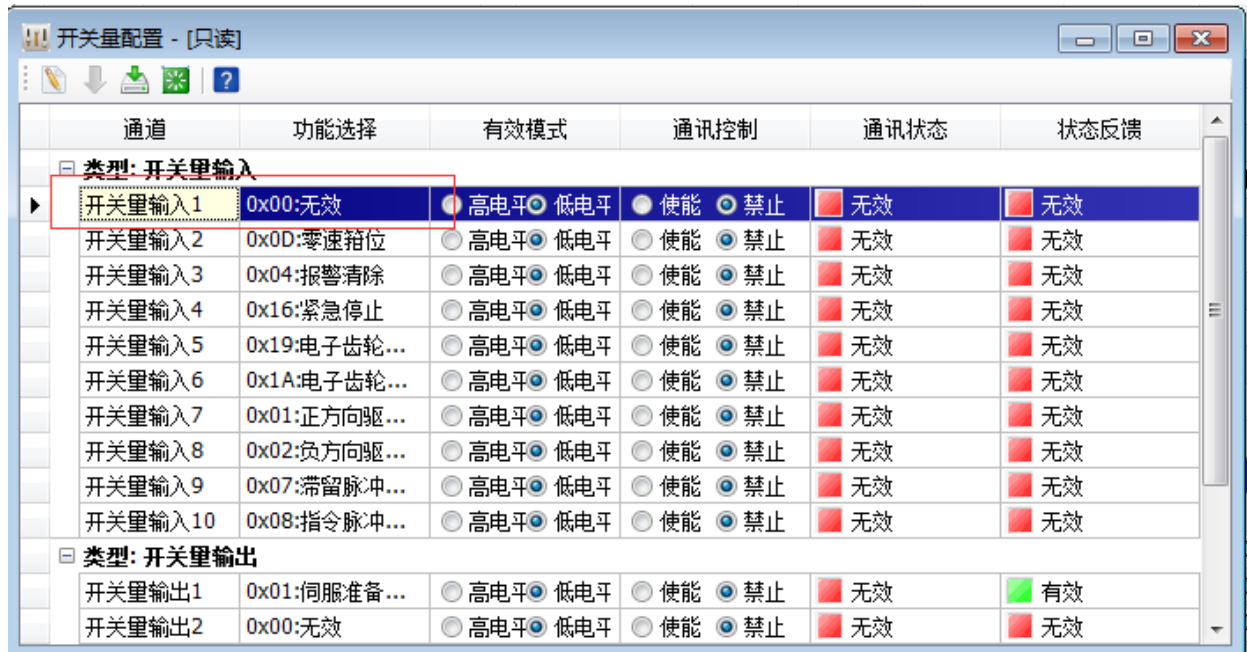 开关量配置 - [只读]
?
通道 功能选择 有效模式 通讯控制 通讯状态 状态反馈
类型: 开关量输入
开关量输入1 0x00:无效 高电平 低电平 使能 禁止 无效 无效
开关量输入2 0x0D:零速箝位 高电平 低电平 使能 禁止 无效 无效
开关量输入3 0x04:报警清除 高电平 低电平 使能 禁止 无效 无效
开关量输入4 0x16:紧急停止 高电平 低电平 使能 禁止 无效 无效
开关量输入5 0x19:电子齿轮... 高电平 低电平 使能 禁止 无效 无效
开关量输入6 0x1A:电子齿轮... 高电平 低电平 使能 禁止 无效 无效
开关量输入7 0x01:正方向驱... 高电平 低电平 使能 禁止 无效 无效
开关量输入8 0x02:负方向驱... 高电平 低电平 使能 禁止 无效 无效
开关量输入9 0x07:滞留脉冲... 高电平 低电平 使能 禁止 无效 无效
开关量输入10 0x08:指令脉冲... 高电平 低电平 使能 禁止 无效 无效
类型: 开关量输出
开关量输出1 0x01:伺服准备... 高电平 低电平 使能 禁止 无效 有效
开关量输出2 0x00:无效 高电平 低电平 使能 禁止 无效 无效